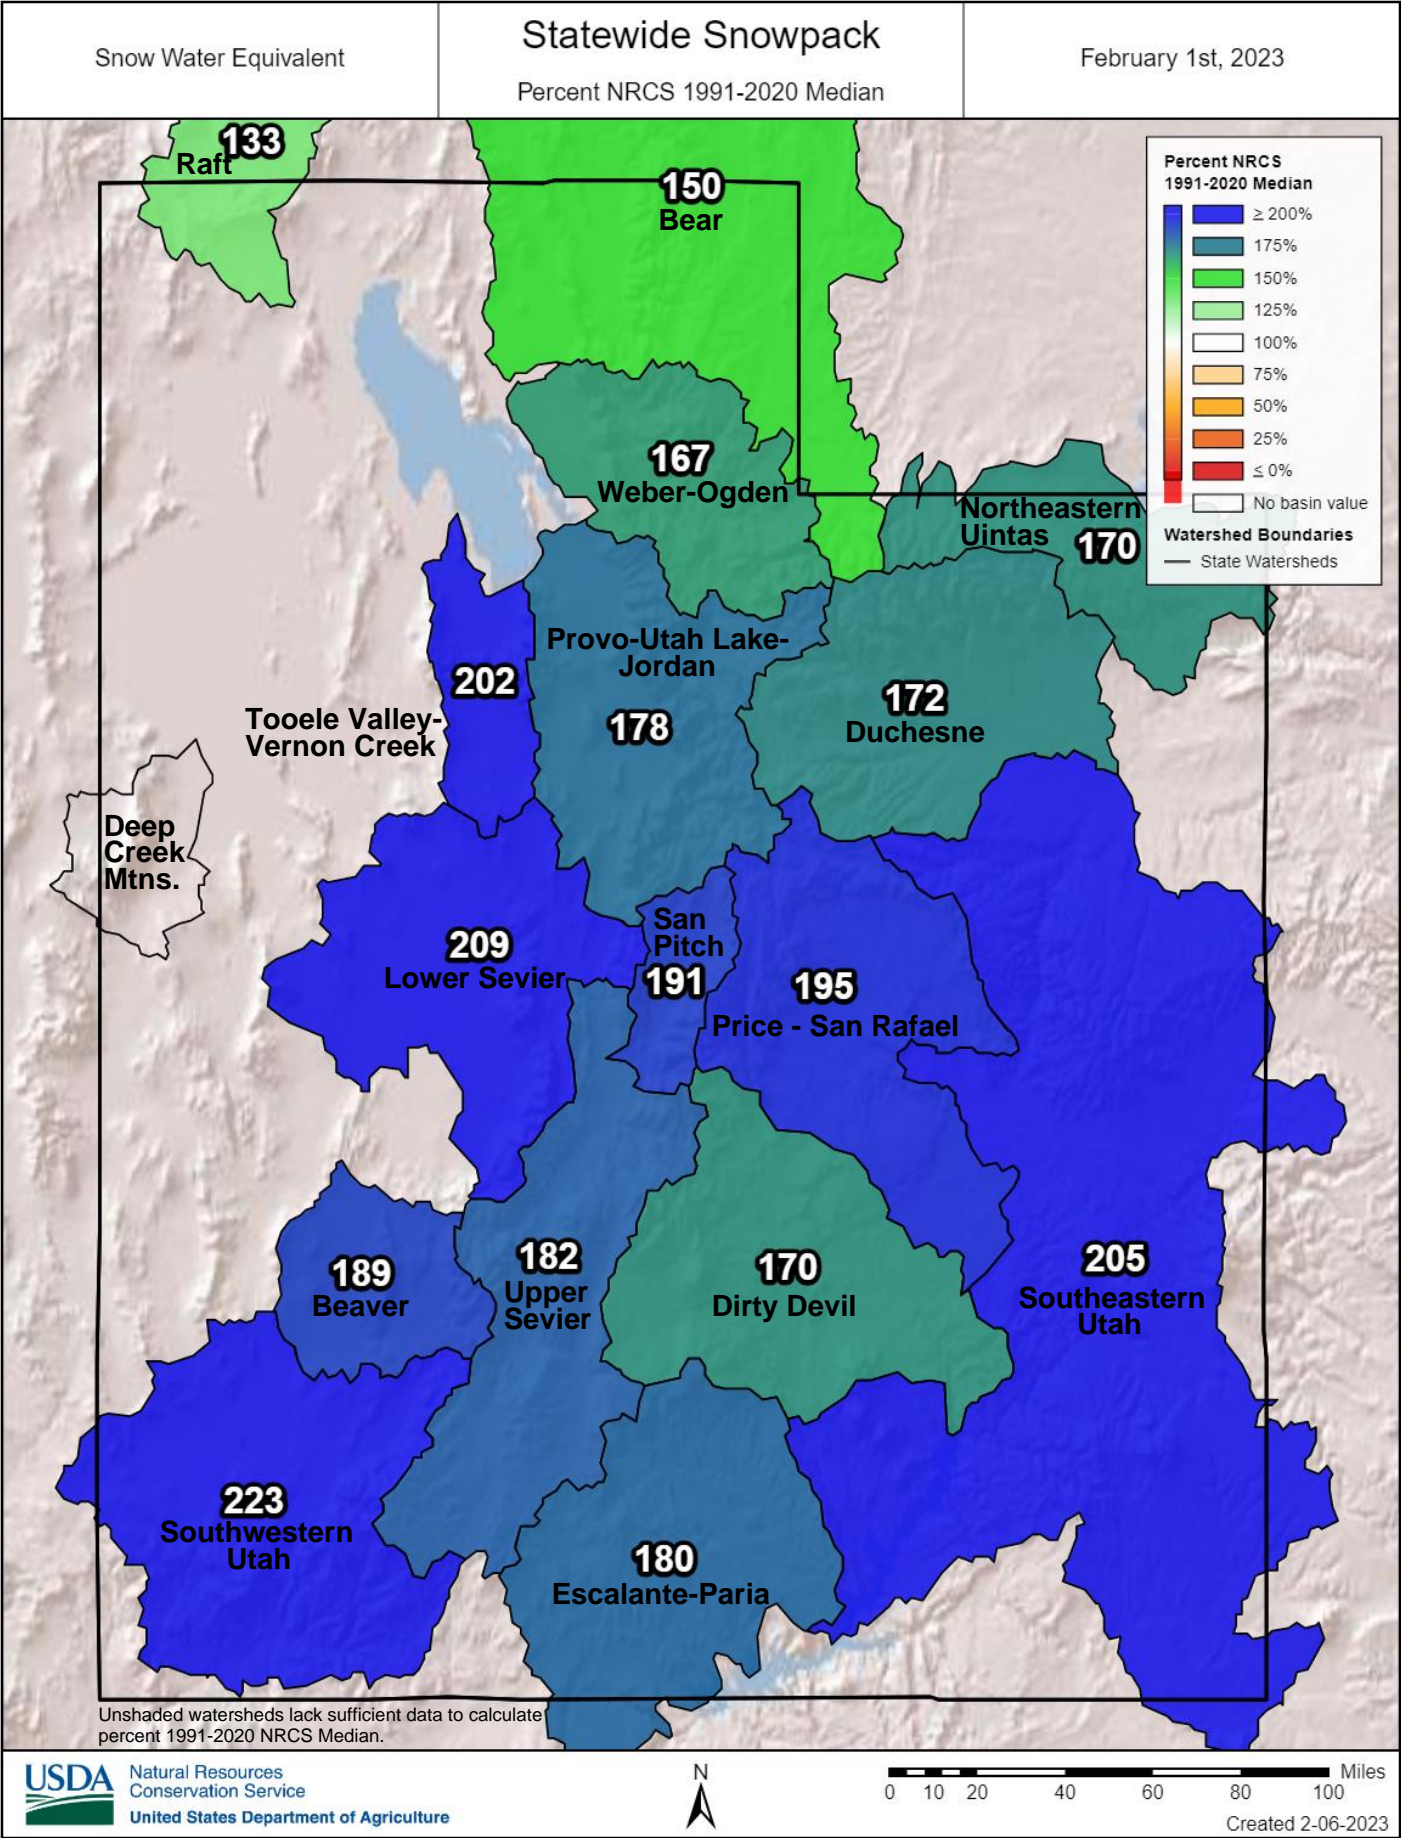 Snow Water Equivalent
Statewide Snowpack
Percent NRCS 1991-2020 Median
February 1st, 2023
133
Raft
150
Bear
Percent NRCS
1991-2020 Median
≥ 200%
175%
150%
125%
100%
75%
50%
25%
≤ 0%
No basin value
Watershed Boundaries
State Watersheds
167
Weber-Ogden
Northeastern
Uintas
170
Provo-Utah Lake-
Jordan
178
202
Tooele Valley-
Vernon Creek
172
Duchesne
Deep
Creek
Mtns.
209
Lower Sevier
San
Pitch
191
195
Price - San Rafael
189
Beaver
182
Upper
Sevier
170
Dirty Devil
205
Southeastern
Utah
223
Southwestern
Utah
180
Escalante-Paria
Unshaded watersheds lack sufficient data to calculate
percent 1991-2020 NRCS Median.
USDA
Natural Resources
Conservation Service
United States Department of Agriculture
N
Miles
0 10 20 40 60 80 100
Created 2-06-2023